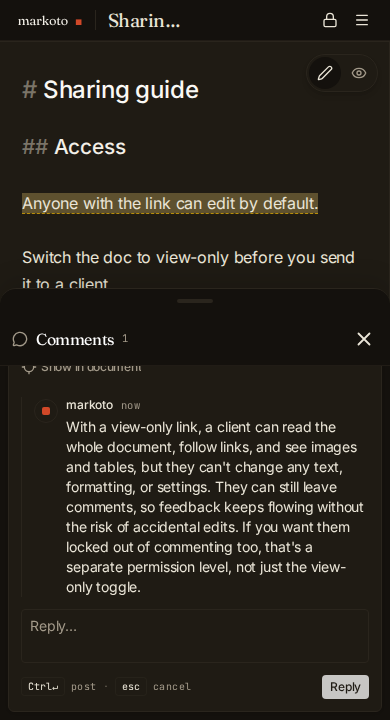 markoto
Sharin...
# Sharing guide
## Access
Anyone with the link can edit by default.
Switch the doc to view-only before you send
it to a client
Comments 1
Show in document
markoto now
With a view-only link, a client can read the
whole document, follow links, and see images
and tables, but they can't change any text,
formatting, or settings. They can still leave
comments, so feedback keeps flowing without
the risk of accidental edits. If you want them
locked out of commenting too, that's a
separate permission level, not just the view-
only toggle.
Reply...
Ctrl↵ post · esc cancel
Reply